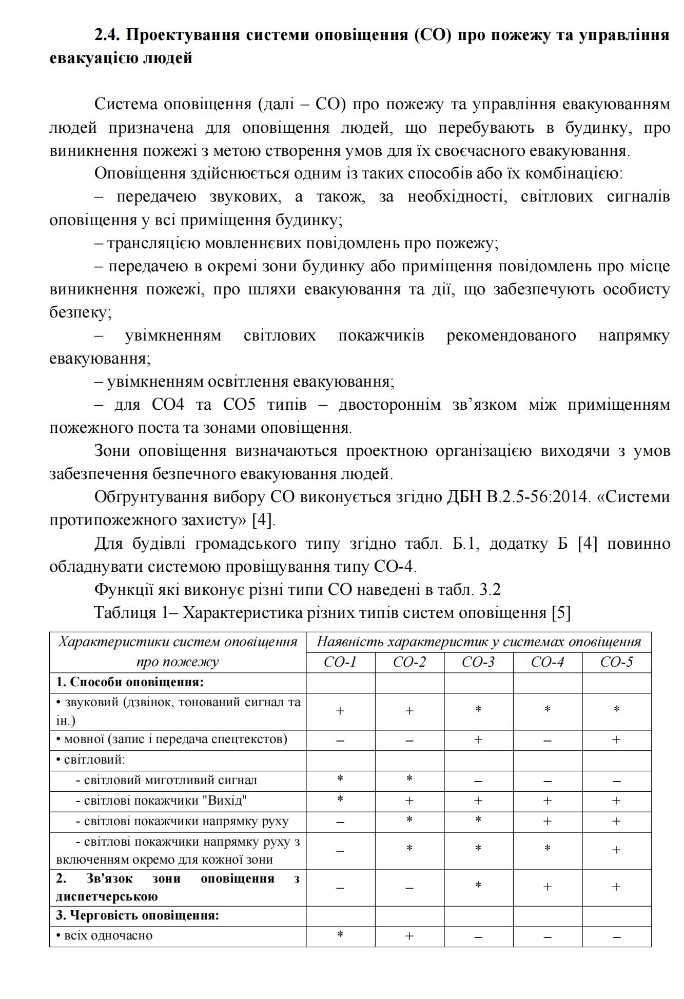 2.4. Проектування системи оповіщення (СО) про пожежу та управління
евакуацією людей
Система оповіщення (далі – СО) про пожежу та управління евакуюванням
людей призначена для оповіщення людей, що перебувають в будинку, про
виникнення пожежі з метою створення умов для їх своєчасного евакуювання.
Оповіщення здійснюється одним із таких способів або їх комбінацією:
– передачею звукових, а також, за необхідності, світлових сигналів
оповіщення у всі приміщення будинку;
– трансляцією мовленнєвих повідомлень про пожежу;
– передачею в окремі зони будинку або приміщення повідомлень про місце
виникнення пожежі, про шляхи евакуювання та дії, що забезпечують особисту
безпеку;
– увімкненням світлових покажчиків рекомендованого напрямку
евакуювання;
– увімкненням освітлення евакуювання;
– для СО4 та СО5 типів – двостороннім зв’язком між приміщенням
пожежного поста та зонами оповіщення.
Зони оповіщення визначаються проектною організацією виходячи з умов
забезпечення безпечного евакуювання людей.
Обґрунтування вибору СО виконується згідно ДБН В.2.5-56:2014. «Системи
протипожежного захисту» [4].
Для будівлі громадського типу згідно табл. Б.1, додатку Б [4] повинно
обладнувати системою провіщування типу СО-4.
Функції які виконує різні типи СО наведені в табл. 3.2
Таблиця 1– Характеристика різних типів систем оповіщення [5]
Характеристики систем оповіщення Наявність характеристик у системах оповіщення
про пожежу СО-1 СО-2 СО-3 СО-4 СО-5
1. Способи оповіщення:
• звуковий (дзвінок, тонований сигнал та
ін.) + + * * *
• мовної (запис і передача спецтекстов) – – + – +
• світловий:
- світловий миготливий сигнал * * – – –
- світлові покажчики "Вихід" * + + + +
- світлові покажчики напрямку руху – * * + +
- світлові покажчики напрямку руху з
включенням окремо для кожної зони – * * * +
2. Зв'язок зони оповіщення з
диспетчерською – – * + +
3. Черговість оповіщення:
• всіх одночасно * + – – –